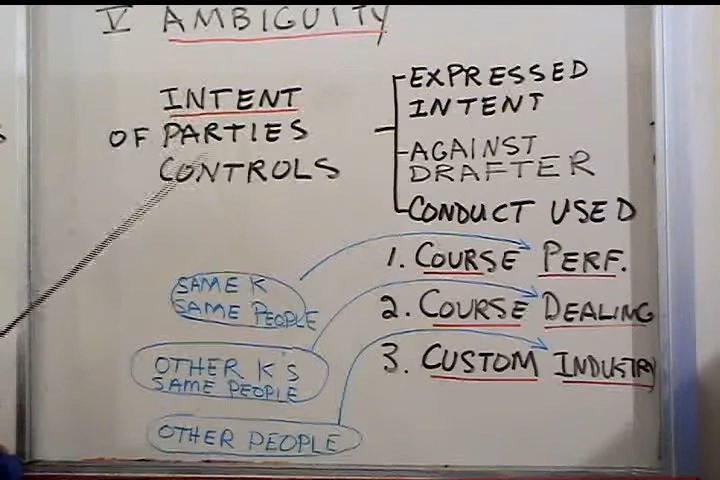 V AMBIGUITY
INTENT
OF PARTIES
CONTROLS
EXPRESSED
INTENT
AGAINST
DRAFTER
CONDUCT USED
1. COURSE PERF.
2. COURSE DEALING
3. CUSTOM INDUSTRY
SAME K
SAME PEOPLE
OTHER K'S
SAME PEOPLE
OTHER PEOPLE